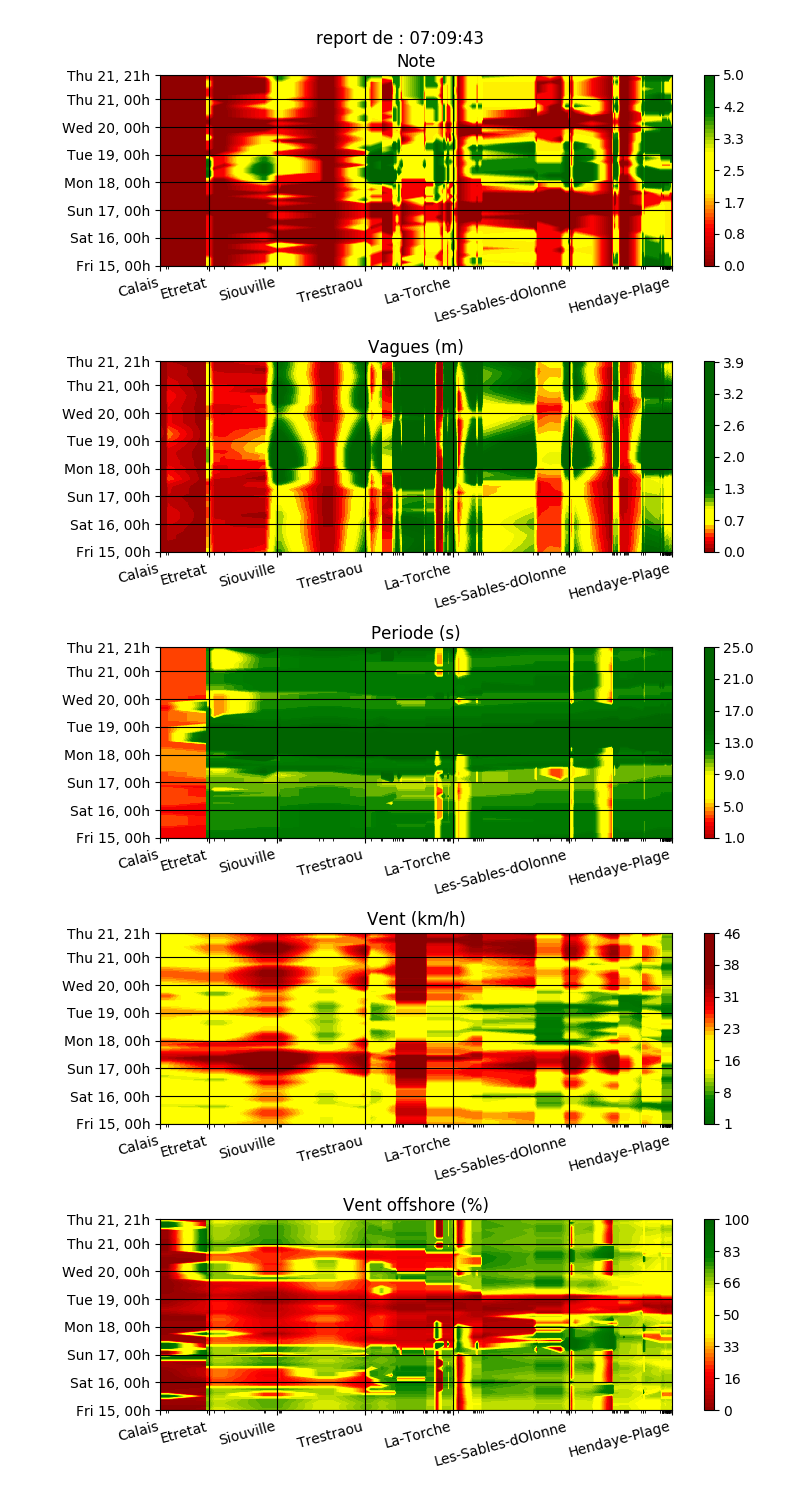 report de : 07:09:43
Note
Thu 21, 21h
Thu 21, 00h
Wed 20, 00h
Tue 19, 00h
Mon 18, 00h
Sun 17, 00h
Sat 16, 00h
Fri 15, 00h
5.0
4.2
3.3
2.5
1.7
0.8
0.0
Calais
Etretat
Siouville
Trestraou
La-Torche
Les-Sables-dOlonne
Hendaye-Plage
Vagues (m)
Thu 21, 21h
Thu 21, 00h
Wed 20, 00h
Tue 19, 00h
Mon 18, 00h
Sun 17, 00h
Sat 16, 00h
Fri 15, 00h
3.9
3.2
2.6
2.0
1.3
0.7
0.0
Calais
Etretat
Siouville
Trestraou
La-Torche
Les-Sables-dOlonne
Hendaye-Plage
Periode (s)
Thu 21, 21h
Thu 21, 00h
Wed 20, 00h
Tue 19, 00h
Mon 18, 00h
Sun 17, 00h
Sat 16, 00h
Fri 15, 00h
25.0
21.0
17.0
13.0
9.0
5.0
1.0
Calais
Etretat
Siouville
Trestraou
La-Torche
Les-Sables-dOlonne
Hendaye-Plage
Vent (km/h)
Thu 21, 21h
Thu 21, 00h
Wed 20, 00h
Tue 19, 00h
Mon 18, 00h
Sun 17, 00h
Sat 16, 00h
Fri 15, 00h
46
38
31
23
16
8
1
Calais
Etretat
Siouville
Trestraou
La-Torche
Les-Sables-dOlonne
Hendaye-Plage
Vent offshore (%)
Thu 21, 21h
Thu 21, 00h
Wed 20, 00h
Tue 19, 00h
Mon 18, 00h
Sun 17, 00h
Sat 16, 00h
Fri 15, 00h
100
83
66
50
33
16
0
Calais
Etretat
Siouville
Trestraou
La-Torche
Les-Sables-dOlonne
Hendaye-Plage